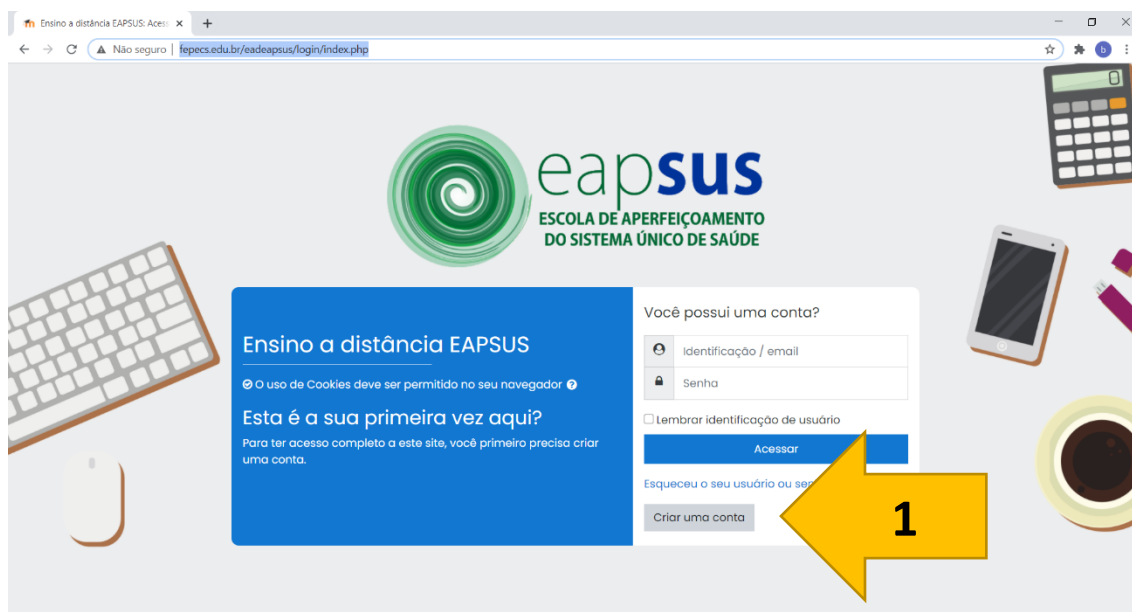 Ensino a distância EAPSUS: Aces
Não seguro | fepecs.edu.br/eadeapsus/login/index.php
0
eapsus
ESCOLA DE APERFEIÇOAMENTO
DO SISTEMA ÚNICO DE SAÚDE
Ensino a distância EAPSUS
O uso de Cookies deve ser permitido no seu navegador
Esta é a sua primeira vez aqui?
Para ter acesso completo a este site, você primeiro precisa criar
uma conta.
Você possui uma conta?
Identificação / email
Senha
Lembrar identificação de usuário
Acessar
Esqueceu o seu usuário ou sen
Criar uma conta
1
b